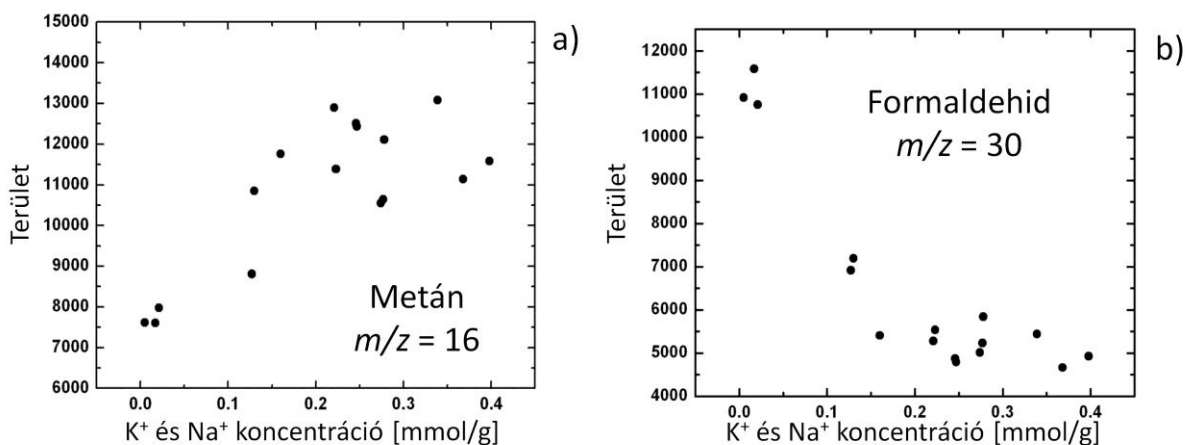 a)
15000
14000
13000
12000
11000
10000
9000
8000
7000
6000
Terület
Metán
m/z = 16
0.0 0.1 0.2 0.3 0.4
K⁺ és Na⁺ koncentráció [mmol/g]
b)
12000
11000
10000
9000
8000
7000
6000
5000
4000
Terület
Formaldehid
m/z = 30
0.0 0.1 0.2 0.3 0.4
K⁺ és Na⁺ koncentráció [mmol/g]